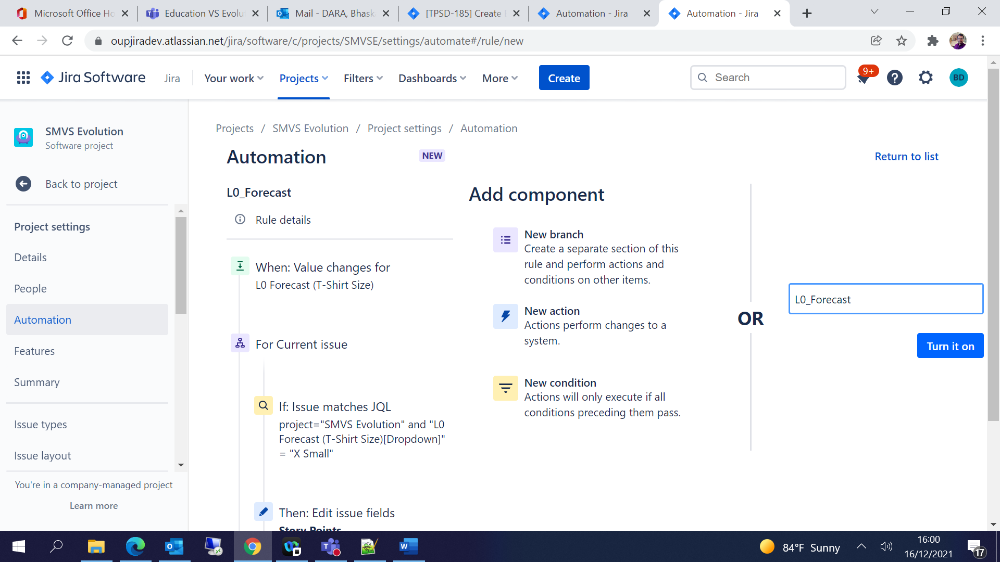 Microsoft Office Ho
Education VS Evolu
Mail - DARA, Bhask
[TPSD-185] Create
Automation - Jira
Automation - Jira
oupjiradev.atlassian.net/jira/software/c/projects/SMVSE/settings/automate#/rule/new
Jira Software
Jira
Your work
Projects
Filters
Dashboards
More
Create
Search
9+
BD
SMVS Evolution
Software project
Back to project
Project settings
Details
People
Automation
Features
Summary
Issue types
Issue layout
You're in a company-managed project
Learn more
Projects / SMVS Evolution / Project settings / Automation
Automation
NEW
Return to list
L0_Forecast
Rule details
When: Value changes for
L0 Forecast (T-Shirt Size)
For Current issue
If: Issue matches JQL
project="SMVS Evolution" and "L0
Forecast (T-Shirt Size)[Dropdown]"
= "X Small"
Then: Edit issue fields
Story Points
Add component
New branch
Create a separate section of this
rule and perform actions and
conditions on other items.
New action
Actions perform changes to a
system.
New condition
Actions will only execute if all
conditions preceding them pass.
OR
L0_Forecast
Turn it on
84°F Sunny
16:00
16/12/2021
17